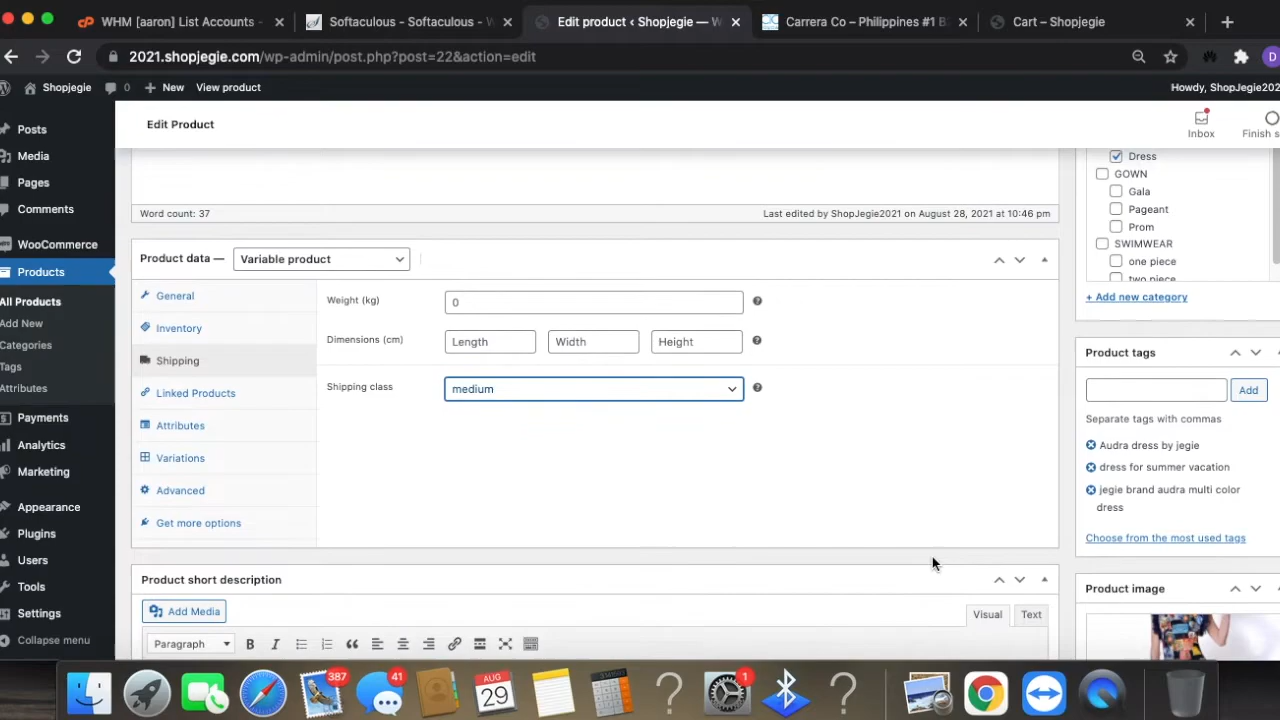 WHM [aaron] List Accounts -
Softaculous - Softaculous - W
Edit product ‹ Shopjegie — W
Carrera Co – Philippines #1 B
Cart – Shopjegie
2021.shopjegie.com/wp-admin/post.php?post=22&action=edit
Shopjegie
0
New
View product
Howdy, ShopJegie202
Edit Product
Inbox
Finish s
Posts
Media
Pages
Comments
WooCommerce
Products
All Products
Add New
Categories
Tags
Attributes
Payments
Analytics
Marketing
Appearance
Plugins
Users
Tools
Settings
Collapse menu
Word count: 37
Last edited by ShopJegie2021 on August 28, 2021 at 10:46 pm
Product data —
Variable product
General
Inventory
Shipping
Linked Products
Attributes
Variations
Advanced
Get more options
Weight (kg)
0
Dimensions (cm)
Length
Width
Height
Shipping class
medium
Product short description
Add Media
Visual
Text
Paragraph
B
I
Dress
GOWN
Gala
Pageant
Prom
SWIMWEAR
one piece
two piece
+ Add new category
Product tags
Add
Separate tags with commas
Audra dress by jegie
dress for summer vacation
jegie brand audra multi color
dress
Choose from the most used tags
Product image
387
41
AUG
29
1